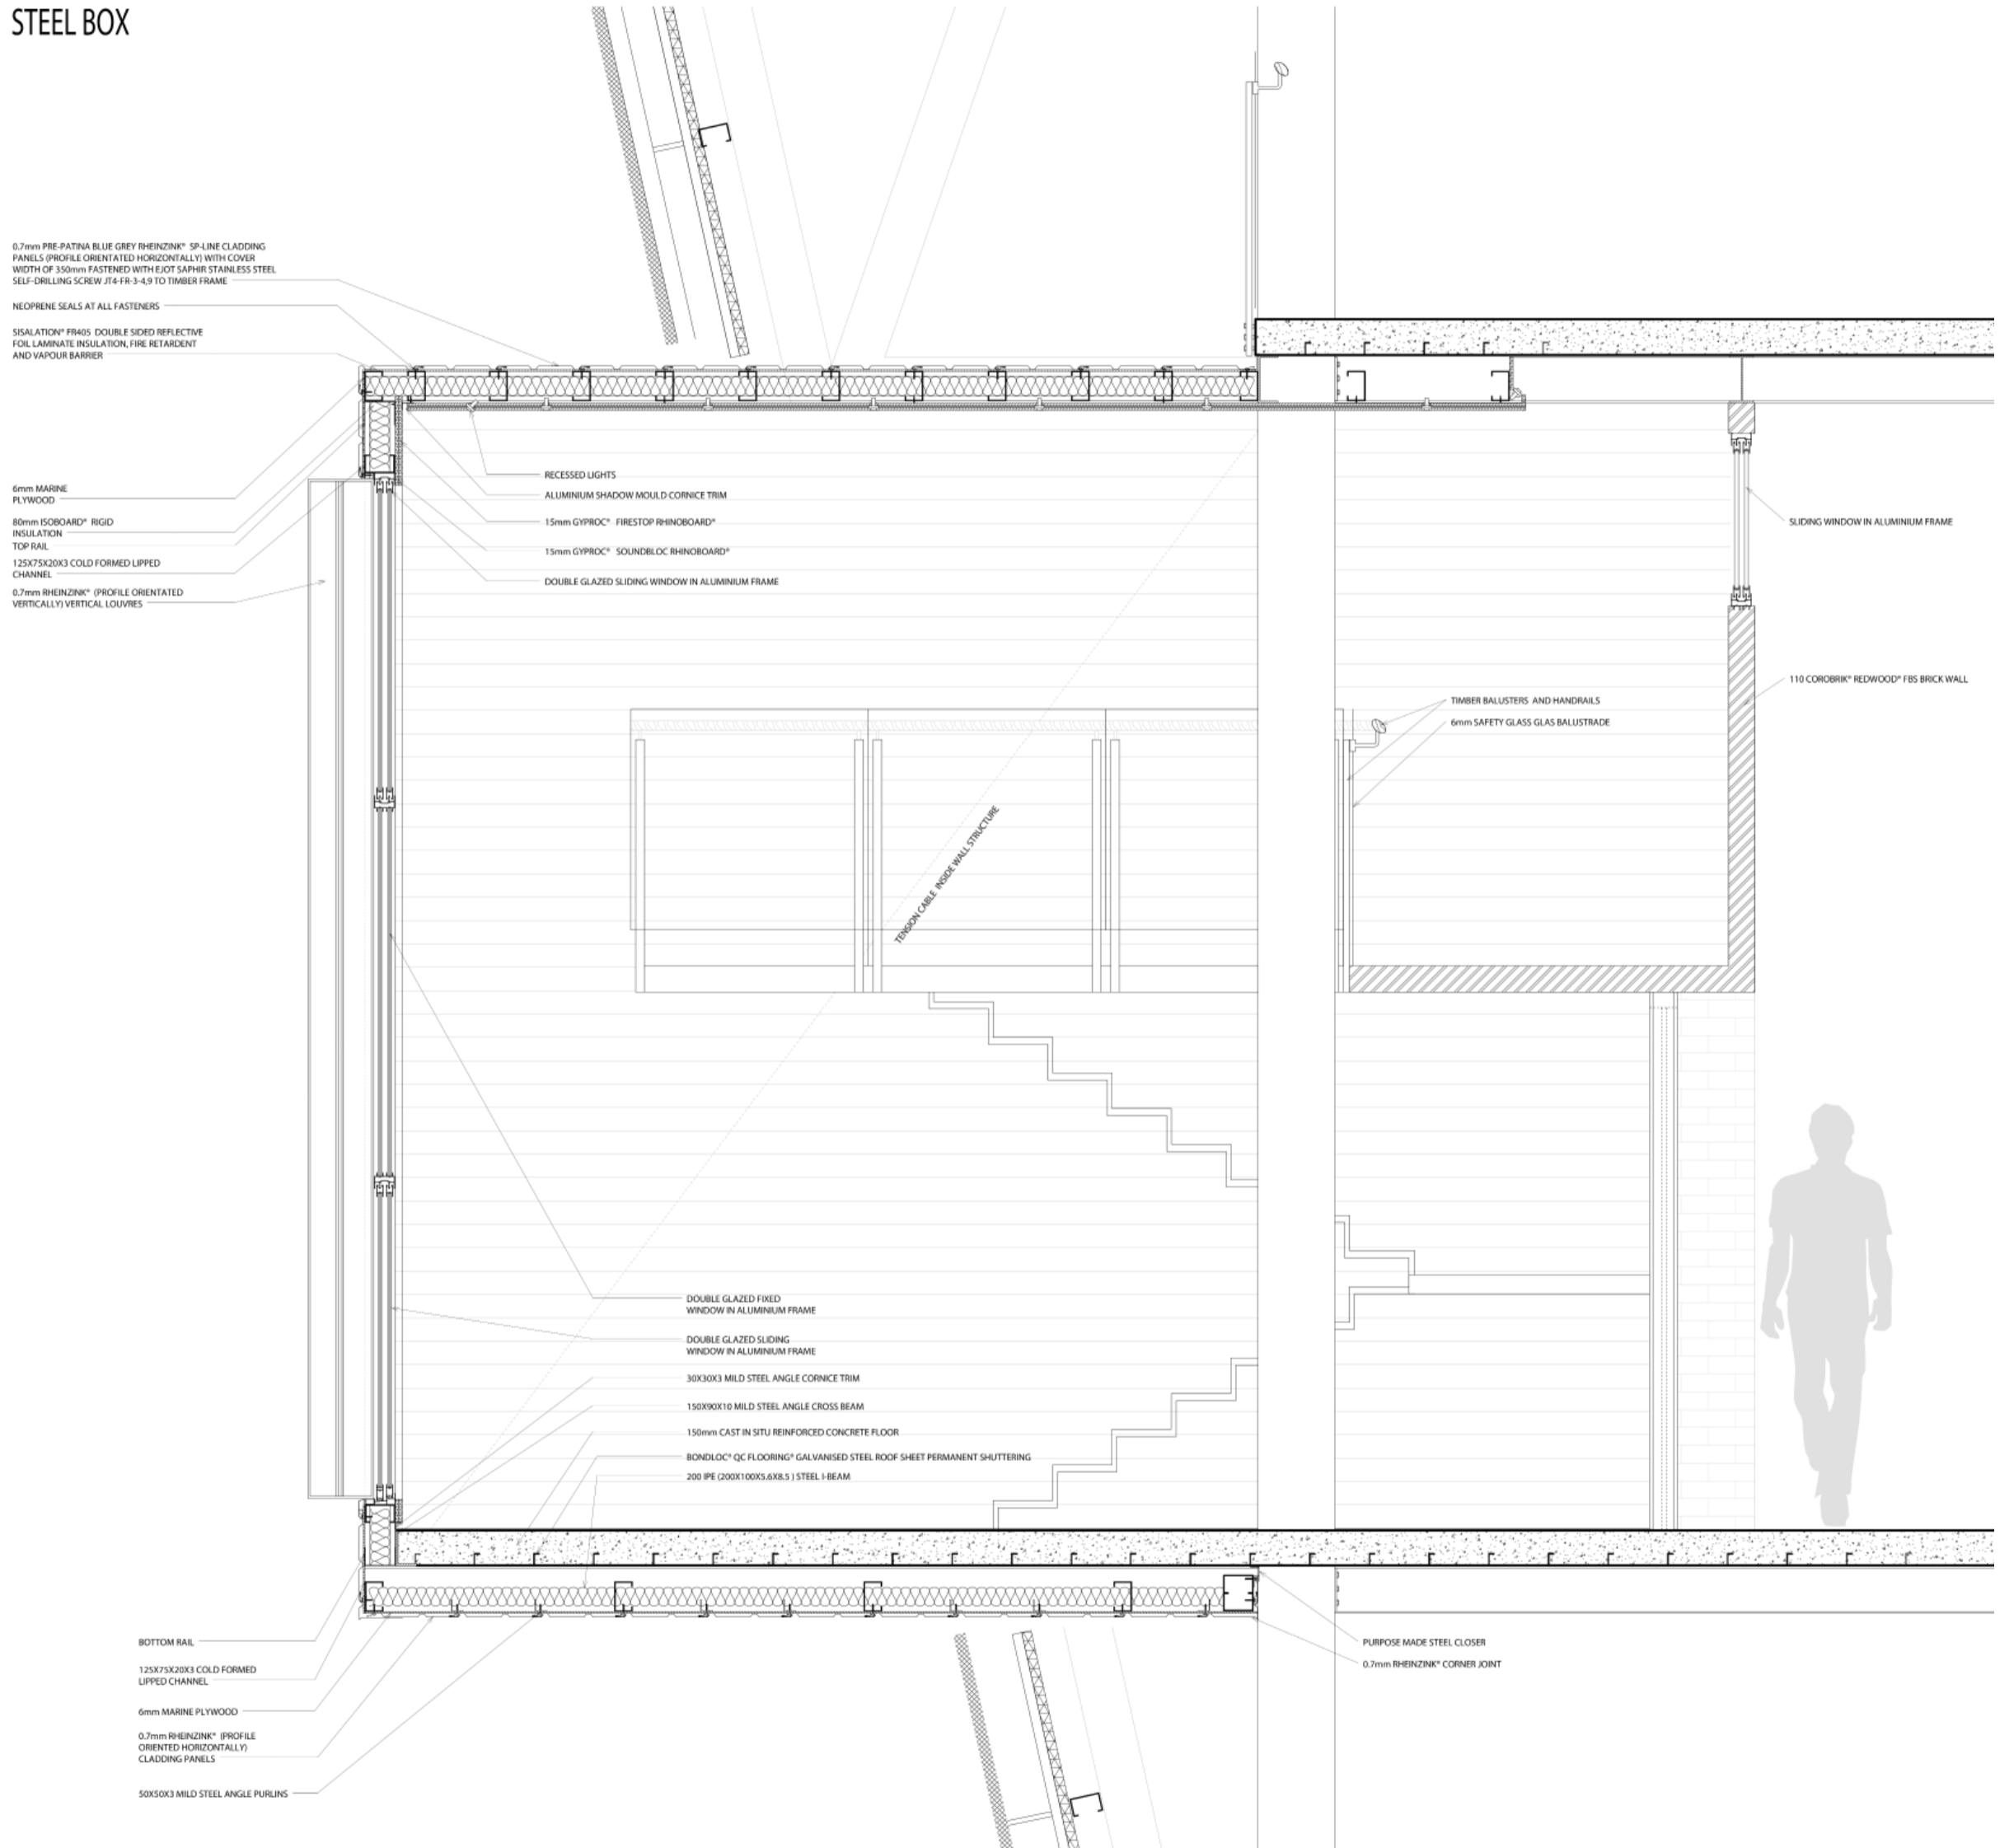 STEEL BOX
0.7mm PRE-PATINA BLUE GREY RHEINZINK® SP-LINE CLADDING
PANELS (PROFILE ORIENTATED HORIZONTALLY) WITH COVER
WIDTH OF 350mm FASTENED WITH EJOT SAPHIR STAINLESS STEEL
SELF-DRILLING SCREW JT4-FR-3-4,9 TO TIMBER FRAME
NEOPRENE SEALS AT ALL FASTENERS
SISALATION® FR405 DOUBLE SIDED REFLECTIVE
FOIL LAMINATE INSULATION, FIRE RETARDENT
AND VAPOUR BARRIER
6mm MARINE
PLYWOOD
80mm ISOBOARD® RIGID
INSULATION
TOP RAIL
125X75X20X3 COLD FORMED LIPPED
CHANNEL
0.7mm RHEINZINK® (PROFILE ORIENTATED
VERTICALLY) VERTICAL LOUVRES
RECESSED LIGHTS
ALUMINIUM SHADOW MOULD CORNICE TRIM
15mm GYPROC® FIRESTOP RHINOBOARD®
15mm GYPROC® SOUNDBLOC RHINOBOARD®
DOUBLE GLAZED SLIDING WINDOW IN ALUMINIUM FRAME
SLIDING WINDOW IN ALUMINIUM FRAME
110 COROBRIK® REDWOOD® FBS BRICK WALL
TIMBER BALUSTERS AND HANDRAILS
6mm SAFETY GLASS GLAS BALUSTRADE
TENSION CABLE INSIDE WALL STRUCTURE
DOUBLE GLAZED FIXED
WINDOW IN ALUMINIUM FRAME
DOUBLE GLAZED SLIDING
WINDOW IN ALUMINIUM FRAME
30X30X3 MILD STEEL ANGLE CORNICE TRIM
150X90X10 MILD STEEL ANGLE CROSS BEAM
150mm CAST IN SITU REINFORCED CONCRETE FLOOR
BONDLOC® QC FLOORING® GALVANISED STEEL ROOF SHEET PERMANENT SHUTTERING
200 IPE (200X100X5.6X8.5 ) STEEL I-BEAM
BOTTOM RAIL
125X75X20X3 COLD FORMED
LIPPED CHANNEL
6mm MARINE PLYWOOD
0.7mm RHEINZINK® (PROFILE
ORIENTED HORIZONTALLY)
CLADDING PANELS
50X50X3 MILD STEEL ANGLE PURLINS
PURPOSE MADE STEEL CLOSER
0.7mm RHEINZINK® CORNER JOINT